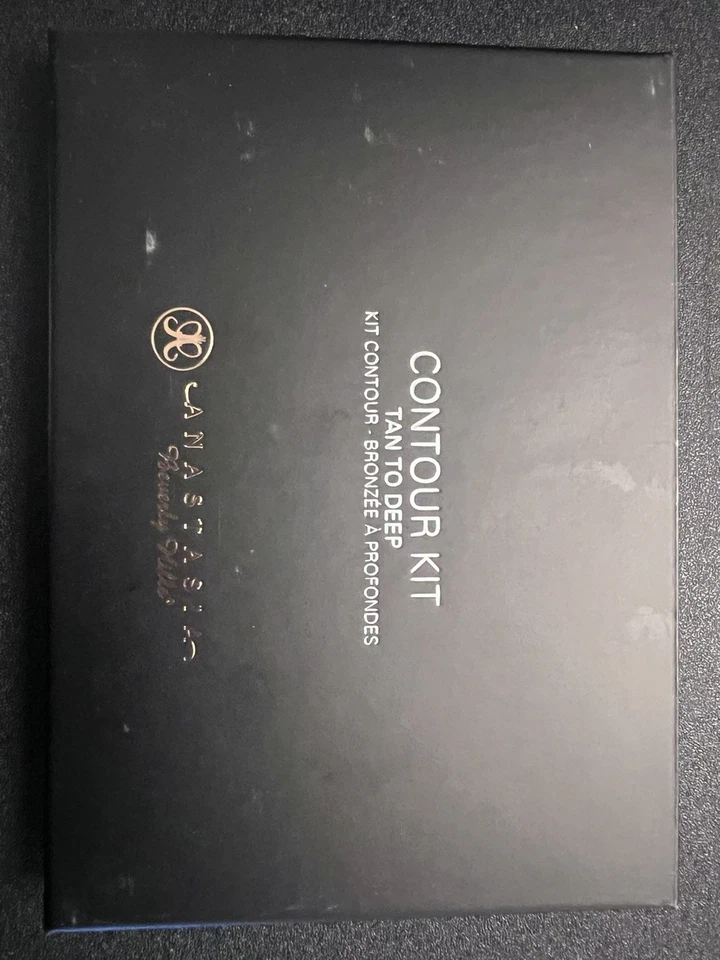 CONTOUR KIT
TAN TO DEEP
KIT CONTOUR · BRONZÉE À PROFONDES
ANASTASIA
Beverly Hills